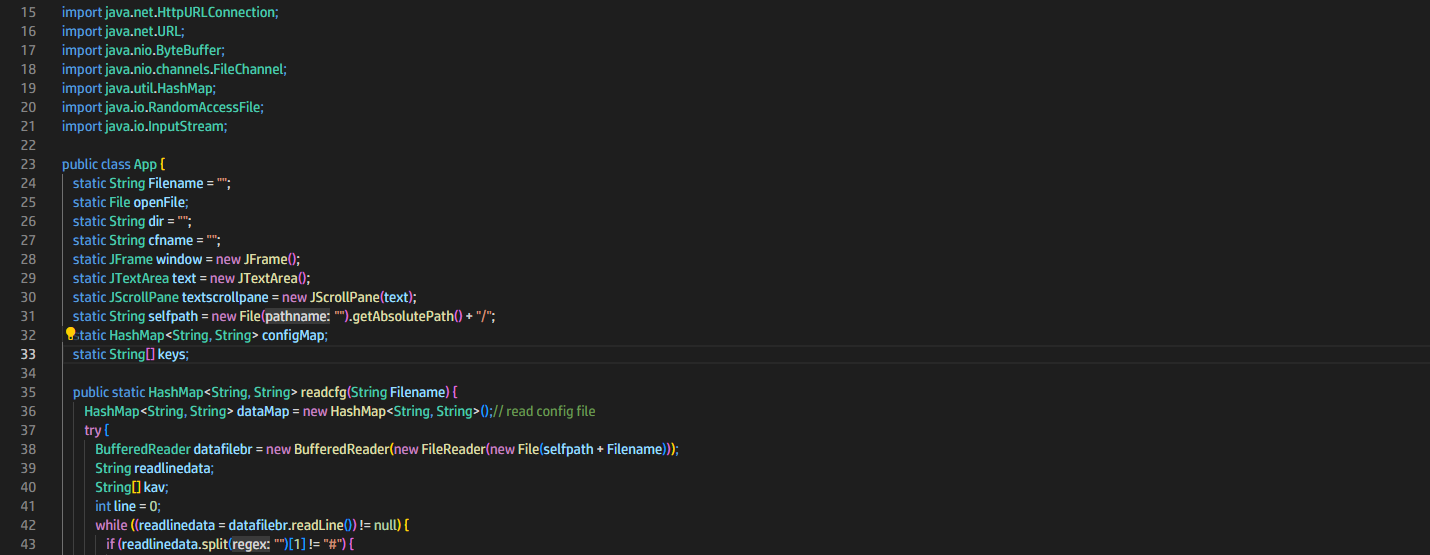 15 import java.net.HttpURLConnection;
16 import java.net.URL;
17 import java.nio.ByteBuffer;
18 import java.nio.channels.FileChannel;
19 import java.util.HashMap;
20 import java.io.RandomAccessFile;
21 import java.io.InputStream;
22
23 public class App {
24 static String Filename = "";
25 static File openFile;
26 static String dir = "";
27 static String cfname = "";
28 static JFrame window = new JFrame();
29 static JTextArea text = new JTextArea();
30 static JScrollPane textscrollpane = new JScrollPane(text);
31 static String selfpath = new File(pathname: "").getAbsolutePath() + "/";
32 static HashMap<String, String> configMap;
33 static String[] keys;
34
35 public static HashMap<String, String> readcfg(String Filename) {
36 HashMap<String, String> dataMap = new HashMap<String, String>();// read config file
37 try {
38 BufferedReader datafilebr = new BufferedReader(new FileReader(new File(selfpath + Filename)));
39 String readlinedata;
40 String[] kav;
41 int line = 0;
42 while ((readlinedata = datafilebr.readLine()) != null) {
43 if (readlinedata.split(regex: "")[1] != "#") {